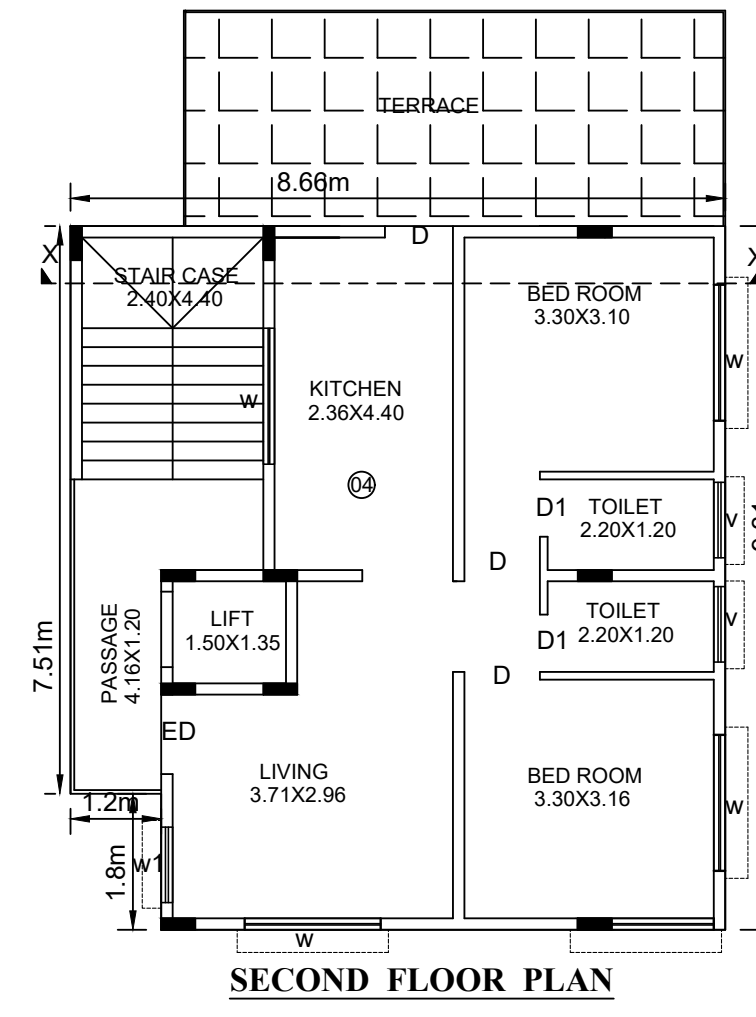 TERRACE
8.66m
D
X
X
STAIR CASE
2.40X4.40
BED ROOM
3.30X3.10
W
KITCHEN
2.36X4.40
W
04
D1
TOILET
2.20X1.20
V
D
TOILET
2.20X1.20
V
D1
D
LIFT
1.50X1.35
PASSAGE
4.16X1.20
7.51m
ED
LIVING
3.71X2.96
BED ROOM
3.30X3.16
W
1.2m
1.8m
W1
W
SECOND FLOOR PLAN